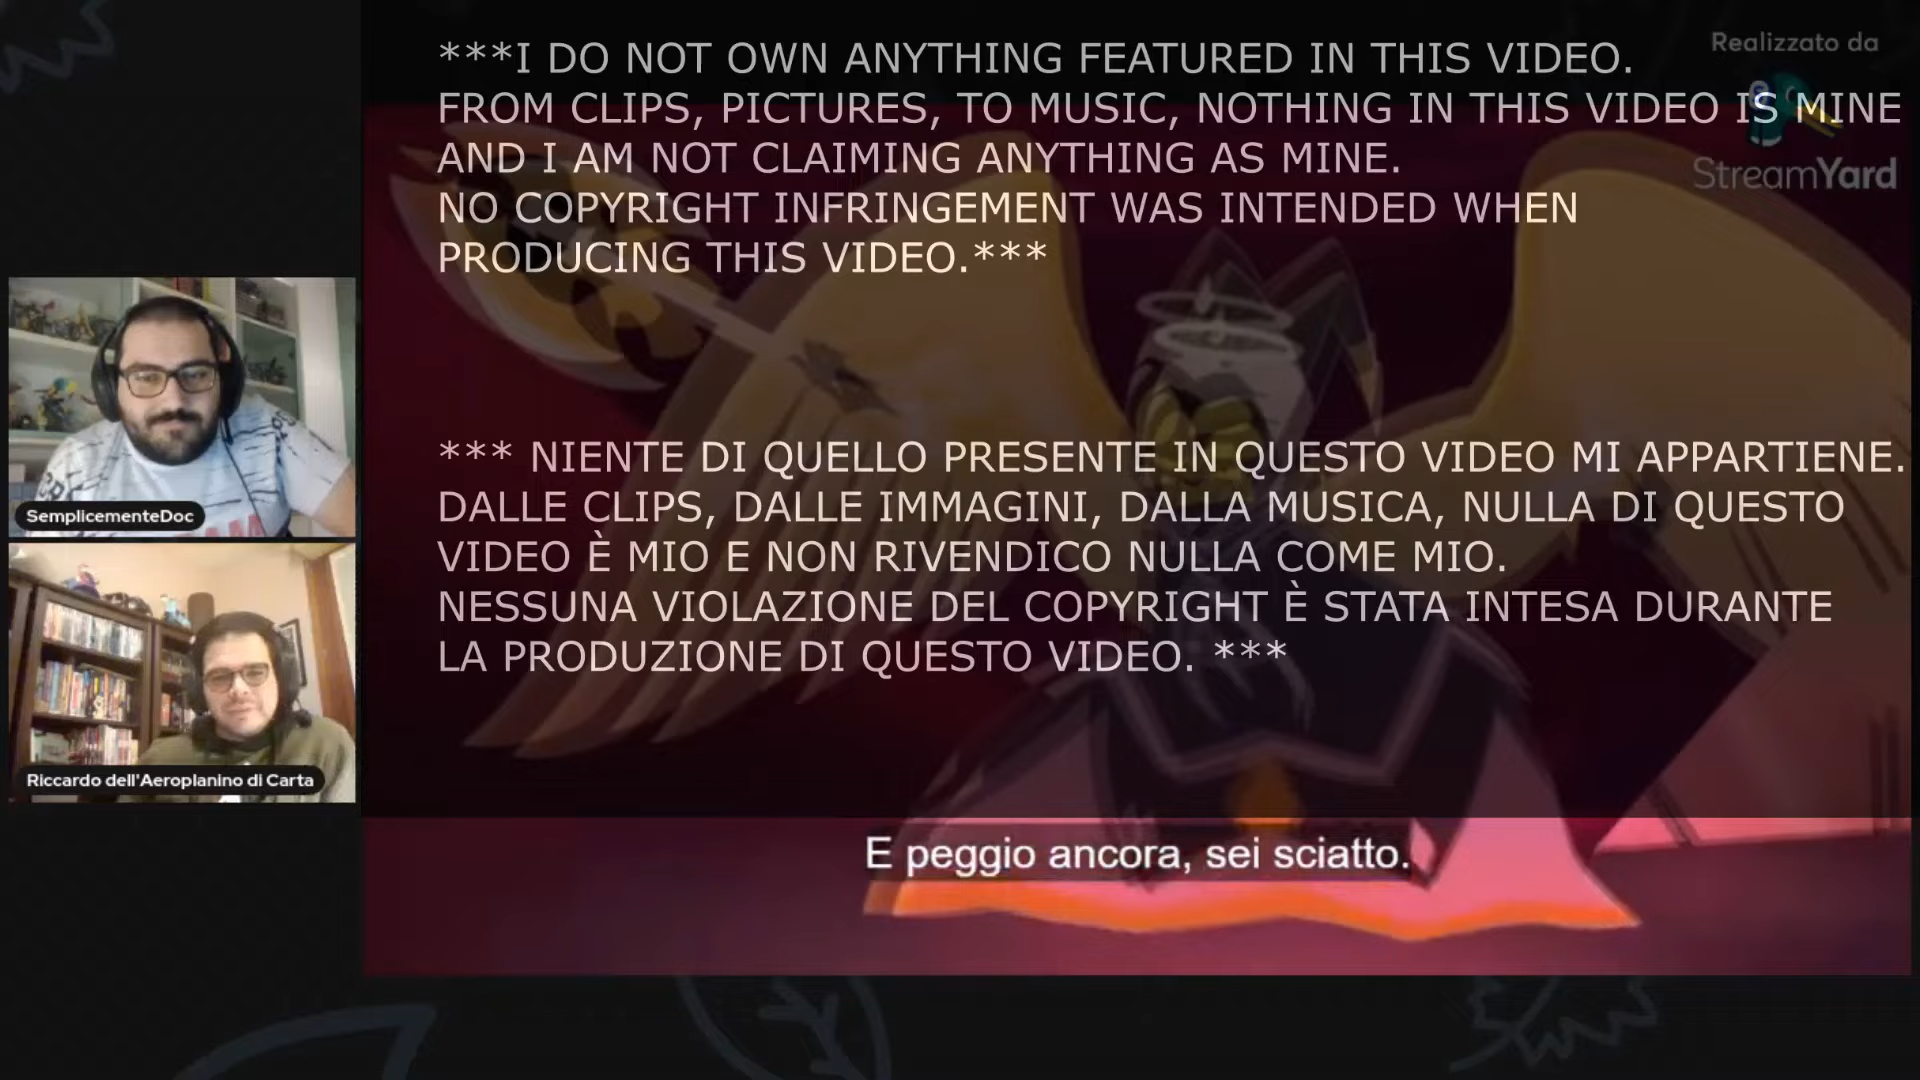 ***I DO NOT OWN ANYTHING FEATURED IN THIS VIDEO.
FROM CLIPS, PICTURES, TO MUSIC, NOTHING IN THIS VIDEO IS MINE
AND I AM NOT CLAIMING ANYTHING AS MINE.
NO COPYRIGHT INFRINGEMENT WAS INTENDED WHEN
PRODUCING THIS VIDEO.***
Realizzato da
StreamYard
*** NIENTE DI QUELLO PRESENTE IN QUESTO VIDEO MI APPARTIENE.
DALLE CLIPS, DALLE IMMAGINI, DALLA MUSICA, NULLA DI QUESTO
VIDEO È MIO E NON RIVENDICO NULLA COME MIO.
NESSUNA VIOLAZIONE DEL COPYRIGHT È STATA INTESA DURANTE
LA PRODUZIONE DI QUESTO VIDEO. ***
SemplicementeDoc
Riccardo dell'Aeroplanino di Carta
E peggio ancora, sei sciatto.